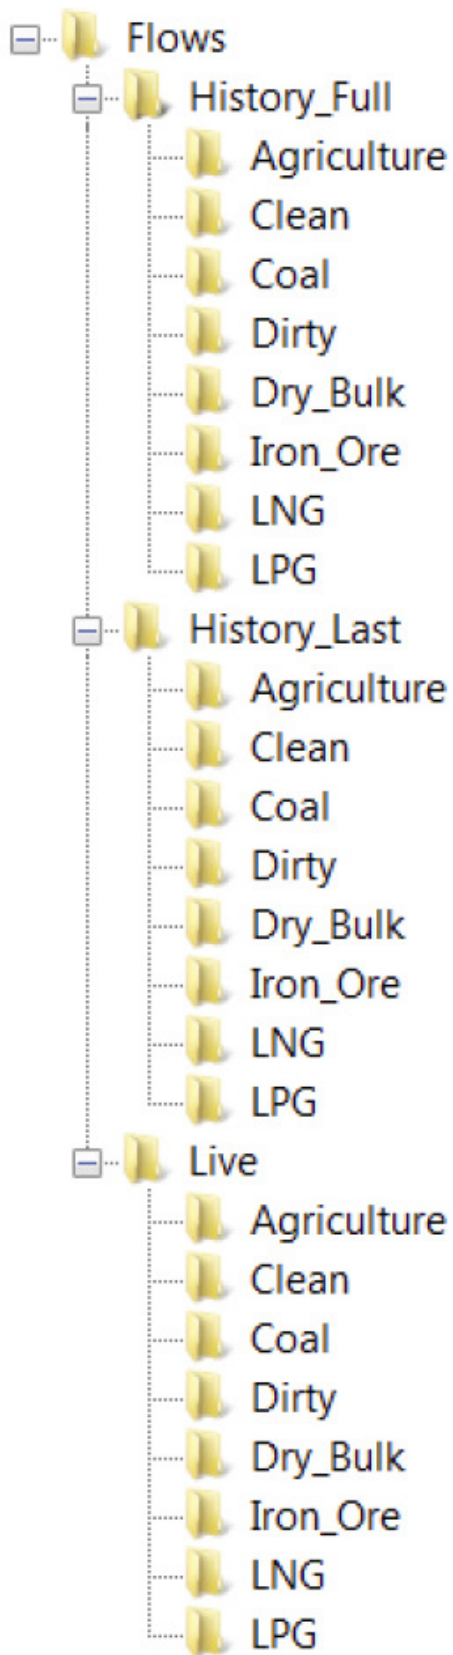 Flows
History_Full
Agriculture
Clean
Coal
Dirty
Dry_Bulk
Iron_Ore
LNG
LPG
History_Last
Agriculture
Clean
Coal
Dirty
Dry_Bulk
Iron_Ore
LNG
LPG
Live
Agriculture
Clean
Coal
Dirty
Dry_Bulk
Iron_Ore
LNG
LPG